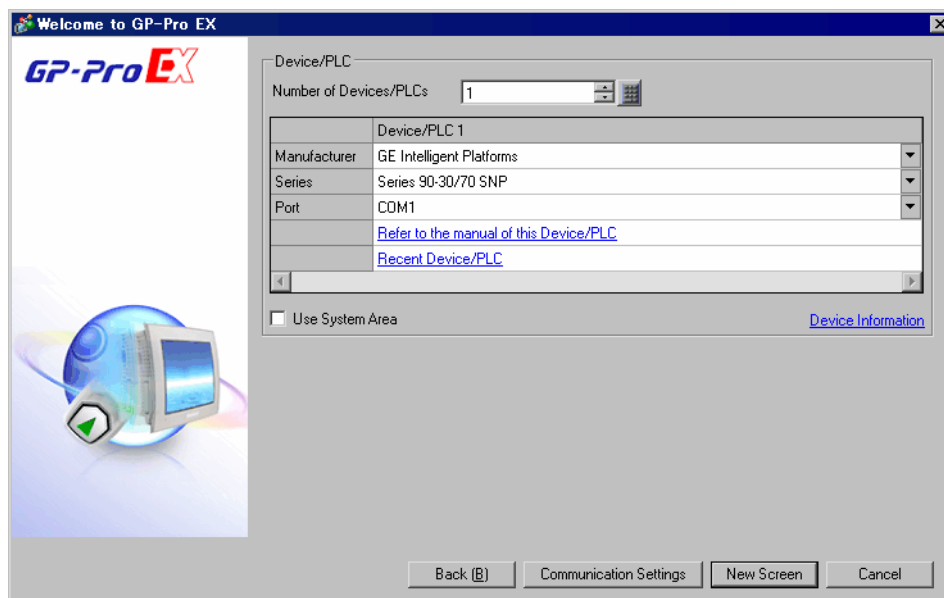 Welcome to GP-Pro EX
GP-Pro EX
Device/PLC
Number of Devices/PLCs 1
Device/PLC 1
Manufacturer GE Intelligent Platforms
Series Series 90-30/70 SNP
Port COM1
Refer to the manual of this Device/PLC
Recent Device/PLC
Use System Area Device Information
Back (B) Communication Settings New Screen Cancel